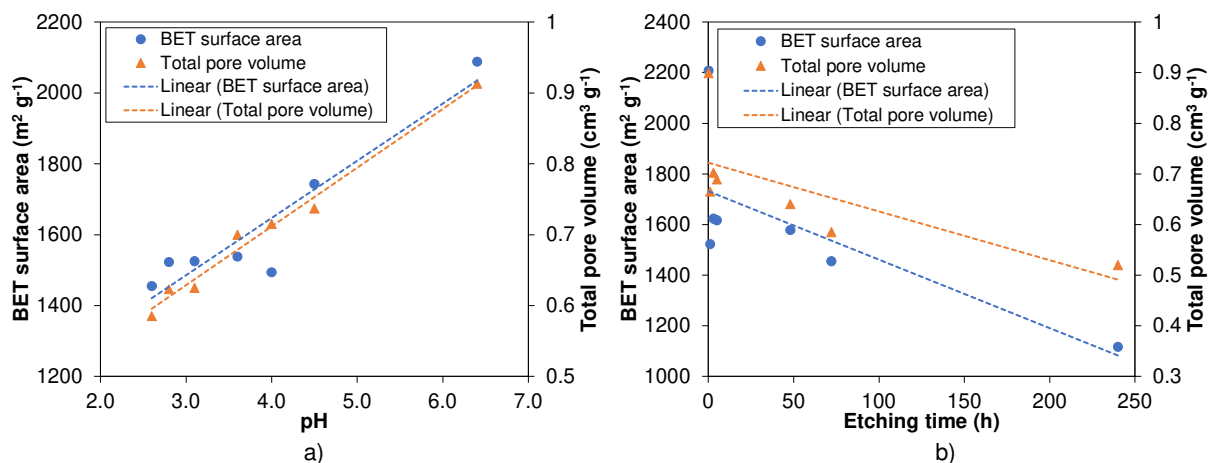 2200
2000
1800
1600
1400
1200
BET surface area (m² g⁻¹)
BET surface area
Total pore volume
Linear (BET surface area)
Linear (Total pore volume)
1
0.9
0.8
0.7
0.6
0.5
Total pore volume (cm³ g⁻¹)
2.0 3.0 4.0 5.0 6.0 7.0
pH
a)
2400
2200
2000
1800
1600
1400
1200
1000
BET surface area (m² g⁻¹)
BET surface area
Total pore volume
Linear (BET surface area)
Linear (Total pore volume)
1
0.9
0.8
0.7
0.6
0.5
0.4
0.3
Total pore volume (cm³ g⁻¹)
0 50 100 150 200 250
Etching time (h)
b)